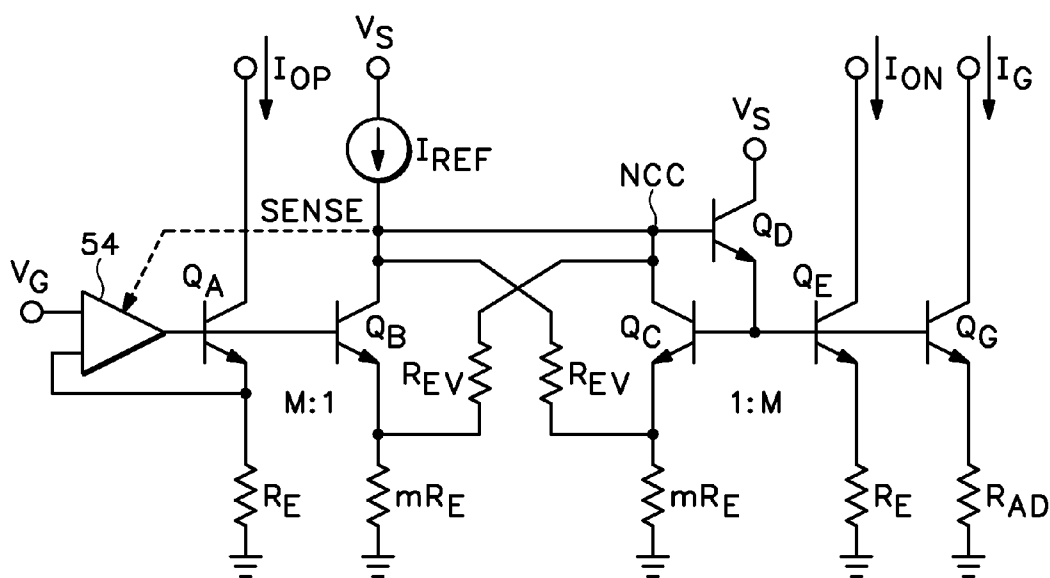 I_OP
V_S
I_REF
I_ON
I_G
V_S
NCC
SENSE
54
V_G
Q_A
Q_B
Q_C
Q_D
Q_E
Q_G
R_EV
R_EV
M:1
1:M
R_E
mR_E
mR_E
R_E
R_AD